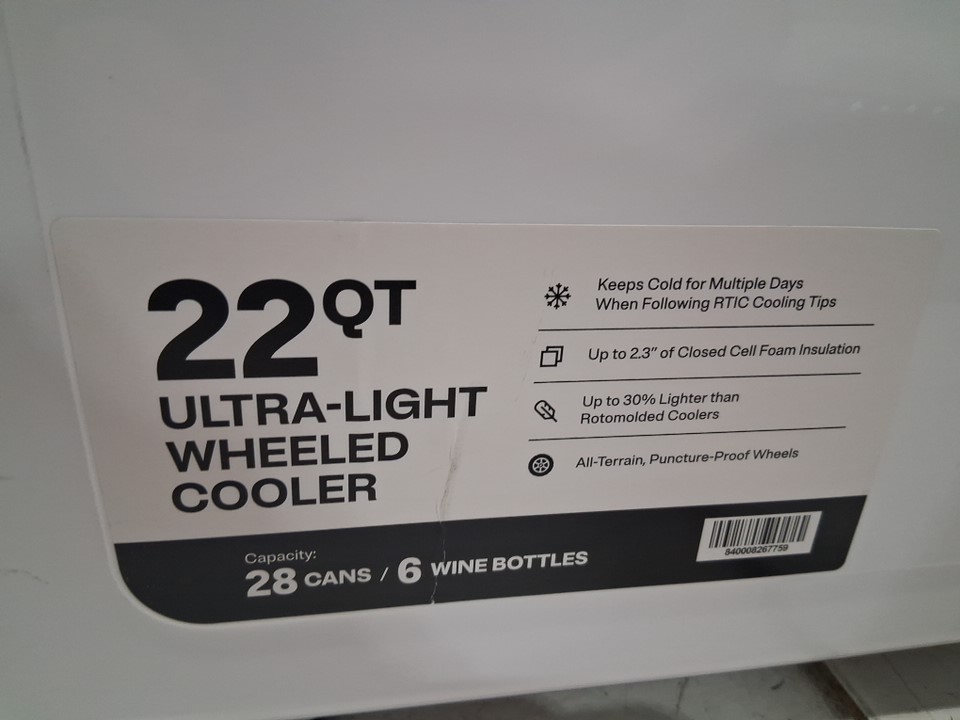 22 QT
ULTRA-LIGHT
WHEELED
COOLER
Keeps Cold for Multiple Days
When Following RTIC Cooling Tips
Up to 2.3" of Closed Cell Foam Insulation
Up to 30% Lighter than
Rotomolded Coolers
All-Terrain, Puncture-Proof Wheels
Capacity:
28 CANS / 6 WINE BOTTLES
840008267759